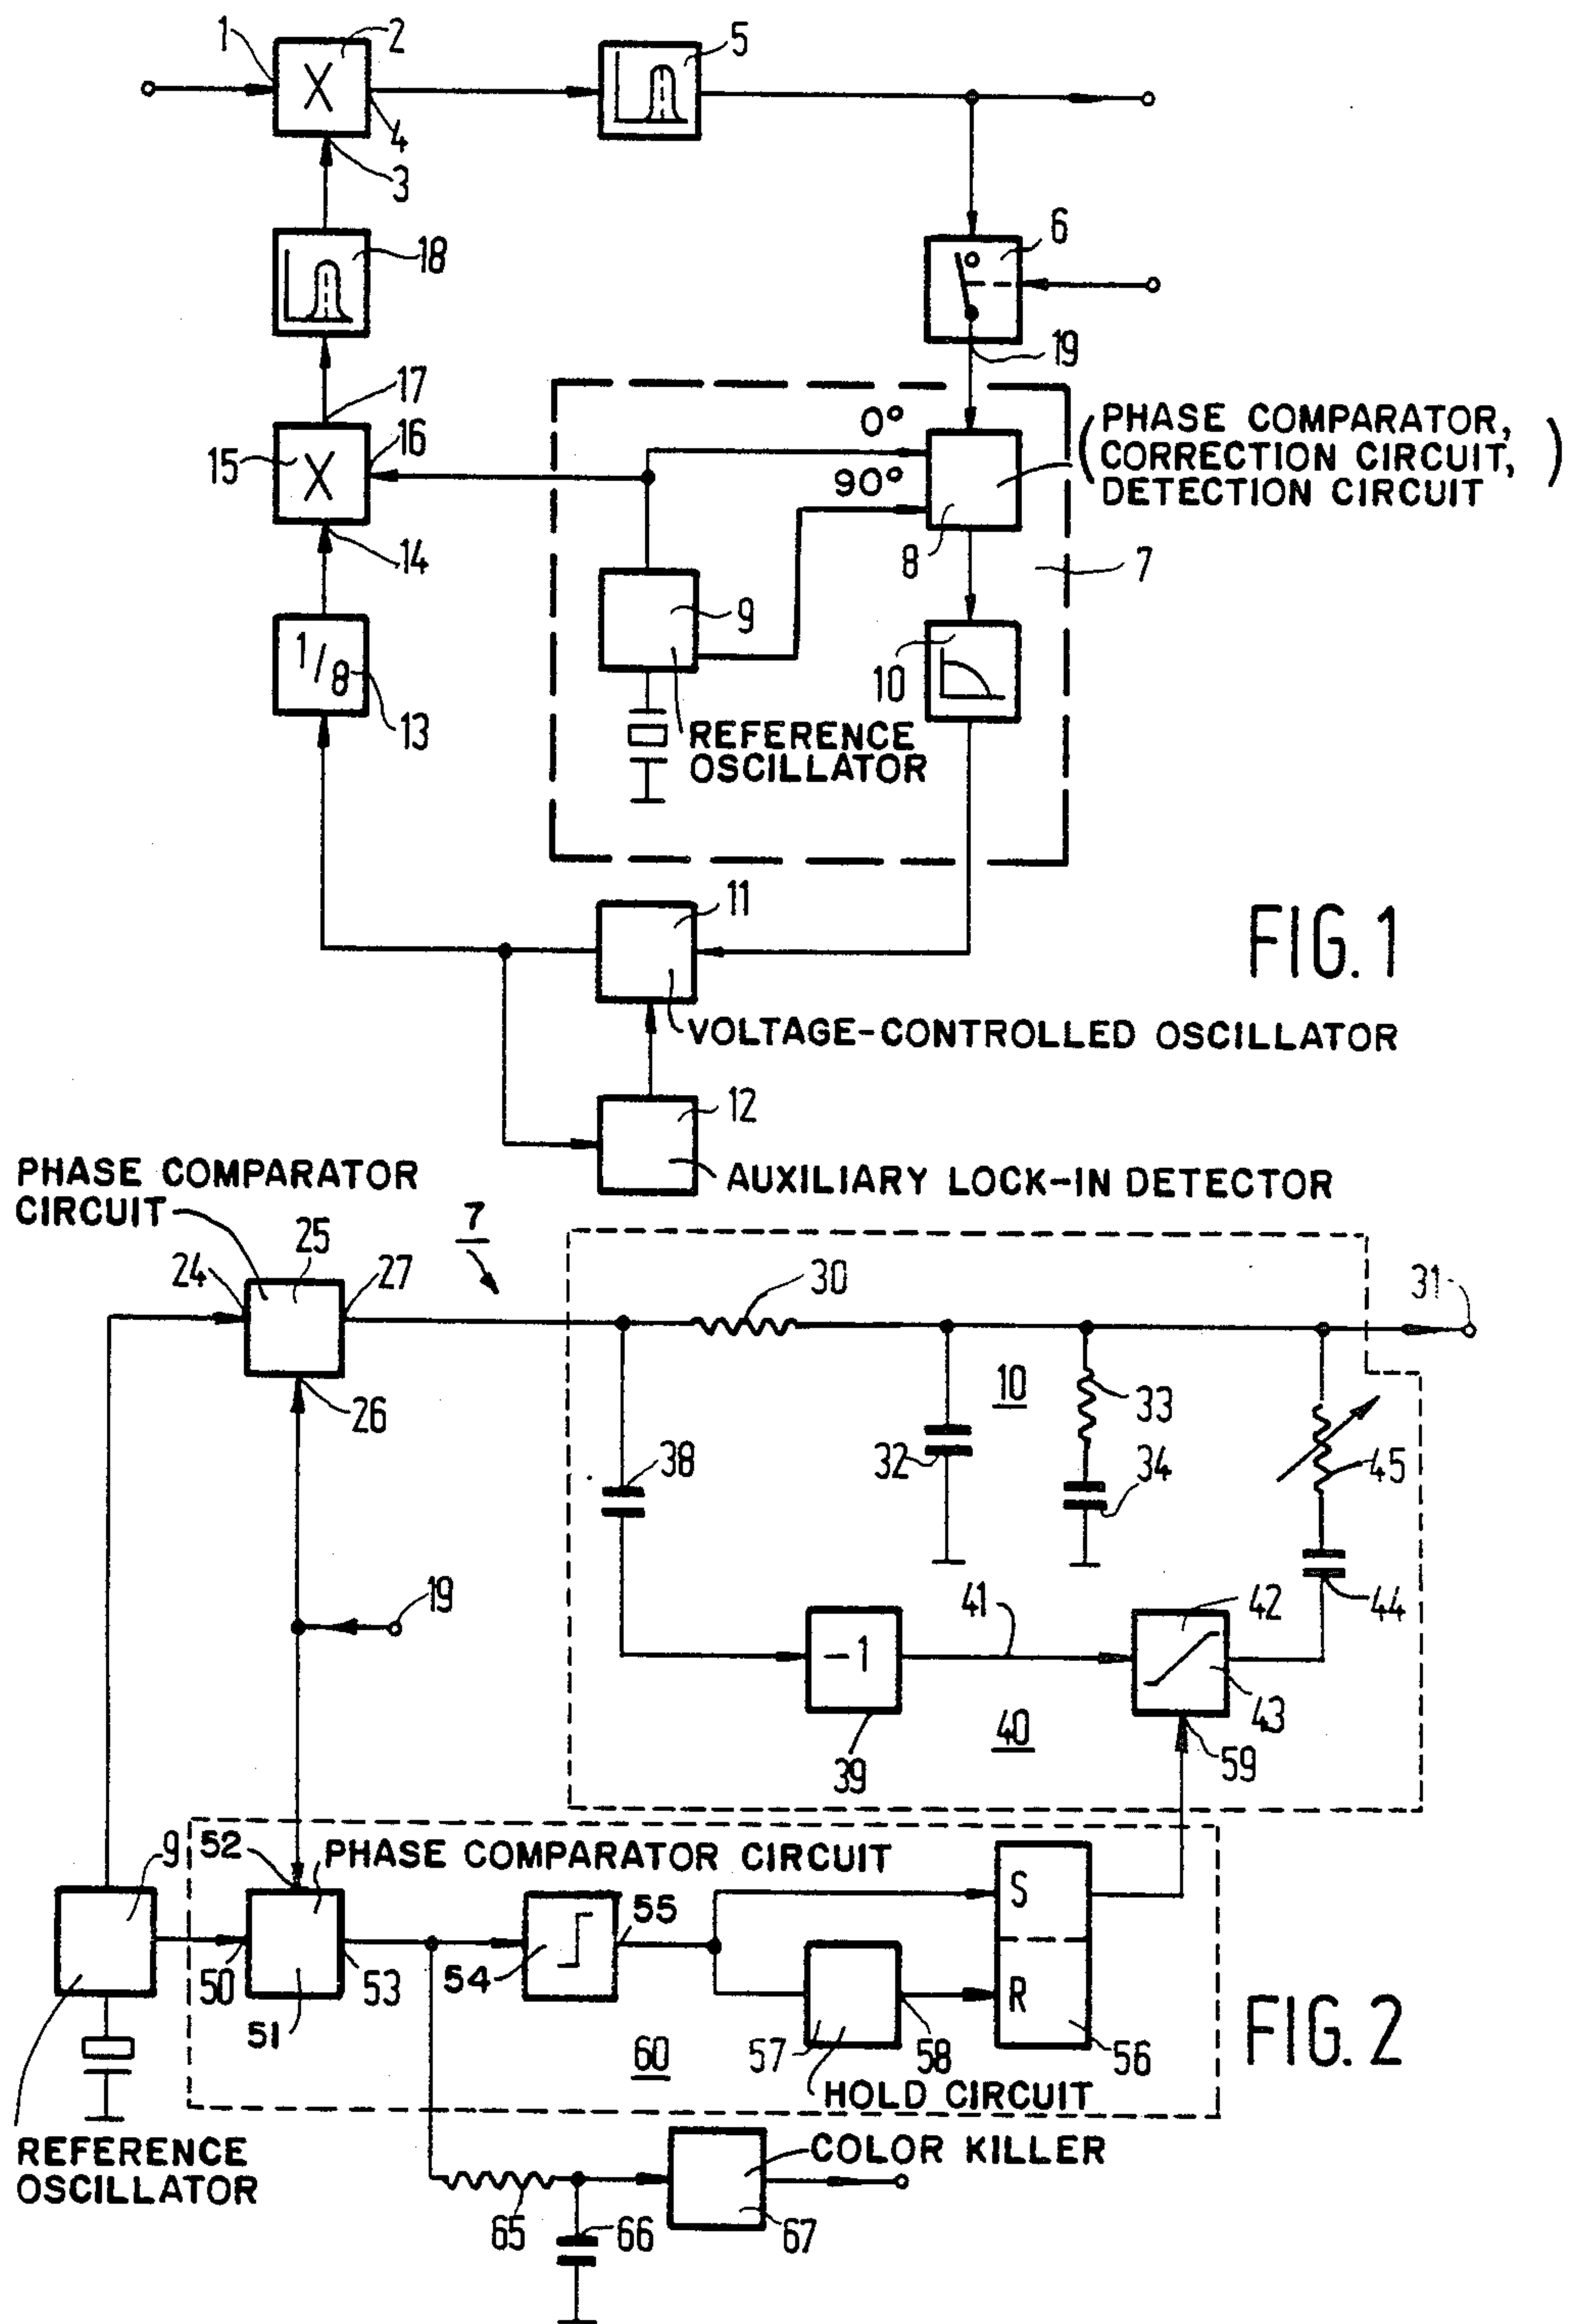 1
2
5
X
4
3
6
18
19
17
0°
(PHASE COMPARATOR,
CORRECTION CIRCUIT,
DETECTION CIRCUIT)
16
15
X
90°
14
8
7
9
1/8
10
13
REFERENCE
OSCILLATOR
11
FIG. 1
VOLTAGE-CONTROLLED OSCILLATOR
12
PHASE COMPARATOR
CIRCUIT
AUXILIARY LOCK-IN DETECTOR
7
25
24
27
30
31
26
10
33
38
32
34
45
19
41
42
44
-1
43
40
59
39
9
52
PHASE COMPARATOR CIRCUIT
S
55
50
53
54
R
51
60
57
58
56
FIG. 2
HOLD CIRCUIT
REFERENCE
OSCILLATOR
COLOR KILLER
65
66
67